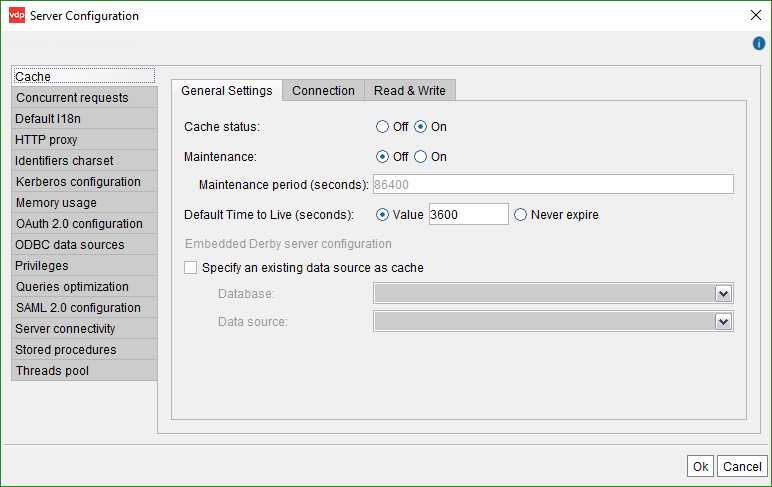 vdp Server Configuration
i
Cache
Concurrent requests
Default I18n
HTTP proxy
Identifiers charset
Kerberos configuration
Memory usage
OAuth 2.0 configuration
ODBC data sources
Privileges
Queries optimization
SAML 2.0 configuration
Server connectivity
Stored procedures
Threads pool
General Settings Connection Read & Write
Cache status: Off On
Maintenance: Off On
Maintenance period (seconds): 86400
Default Time to Live (seconds): Value 3600 Never expire
Embedded Derby server configuration
Specify an existing data source as cache
Database:
Data source:
Ok Cancel